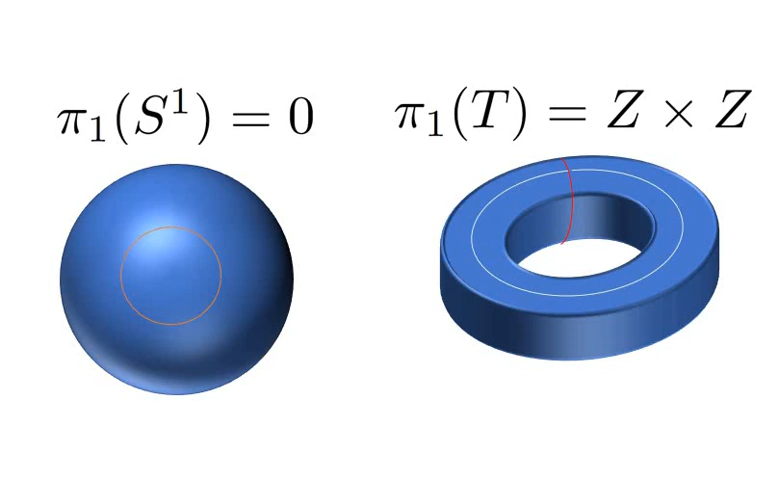 π₁(S¹) = 0
π₁(T) = Z × Z